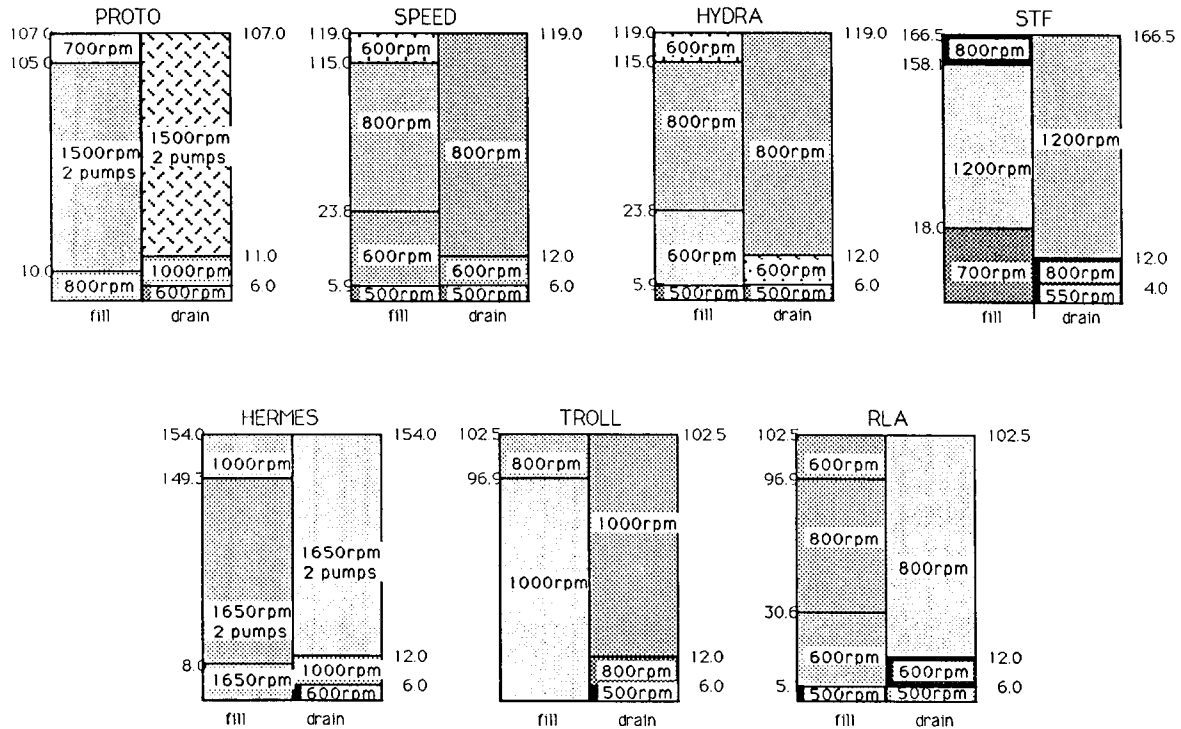 PROTO
107.0
107.0
700rpm
105.0
1500rpm
2 pumps
1500rpm
2 pumps
11.0
10.0
1000rpm
800rpm
600rpm
6.0
fill
drain
SPEED
119.0
119.0
600rpm
115.0
800rpm
800rpm
23.8
600rpm
12.0
600rpm
5.9
500rpm
500rpm
6.0
fill
drain
HYDRA
119.0
119.0
600rpm
115.0
800rpm
800rpm
23.8
600rpm
12.0
600rpm
5.9
500rpm
500rpm
6.0
fill
drain
STF
166.5
166.5
800rpm
158.1
1200rpm
1200rpm
18.0
12.0
700rpm
800rpm
550rpm
4.0
fill
drain
HERMES
154.0
154.0
1000rpm
149.3
1650rpm
2 pumps
1650rpm
2 pumps
12.0
8.0
1000rpm
1650rpm
600rpm
6.0
fill
drain
TROLL
102.5
102.5
800rpm
96.9
1000rpm
1000rpm
12.0
800rpm
500rpm
6.0
fill
drain
RLA
102.5
102.5
600rpm
96.9
800rpm
800rpm
30.6
600rpm
12.0
600rpm
5.1
500rpm
500rpm
6.0
fill
drain